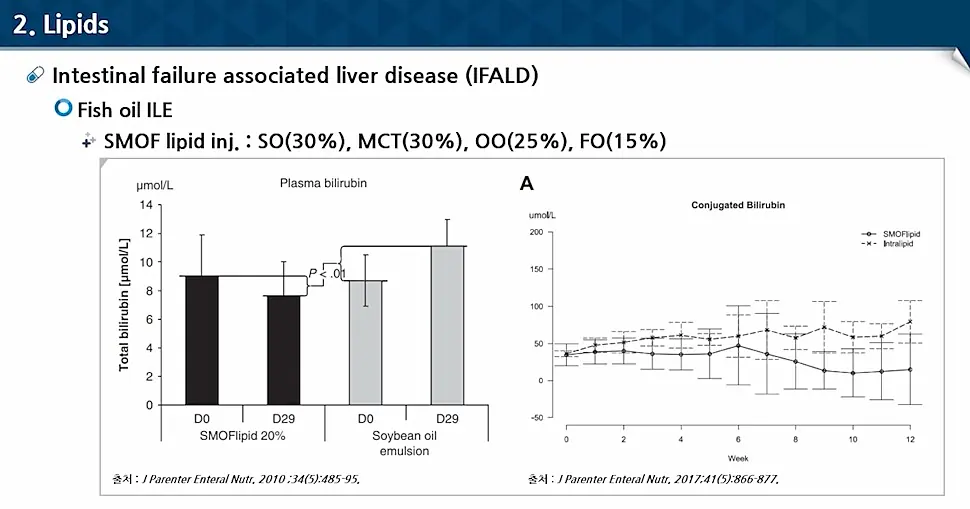 2. Lipids
Intestinal failure associated liver disease (IFALD)
Fish oil ILE
SMOF lipid inj. : SO(30%), MCT(30%), OO(25%), FO(15%)
µmol/L
Plasma bilirubin
Total bilirubin [µmol/L]
14
12
10
8
6
4
2
0
P < .01
D0 D29 D0 D29
SMOFlipid 20% Soybean oil
emulsion
출처 : J Parenter Enteral Nutr. 2010 ;34(5):485-95.
A
Conjugated Bilirubin
umol/L
SMOFlipid
Intralipid
200
150
100
50
0
-50
0 2 4 6 8 10 12
Week
출처 : J Parenter Enteral Nutr. 2017;41(5):866-877.